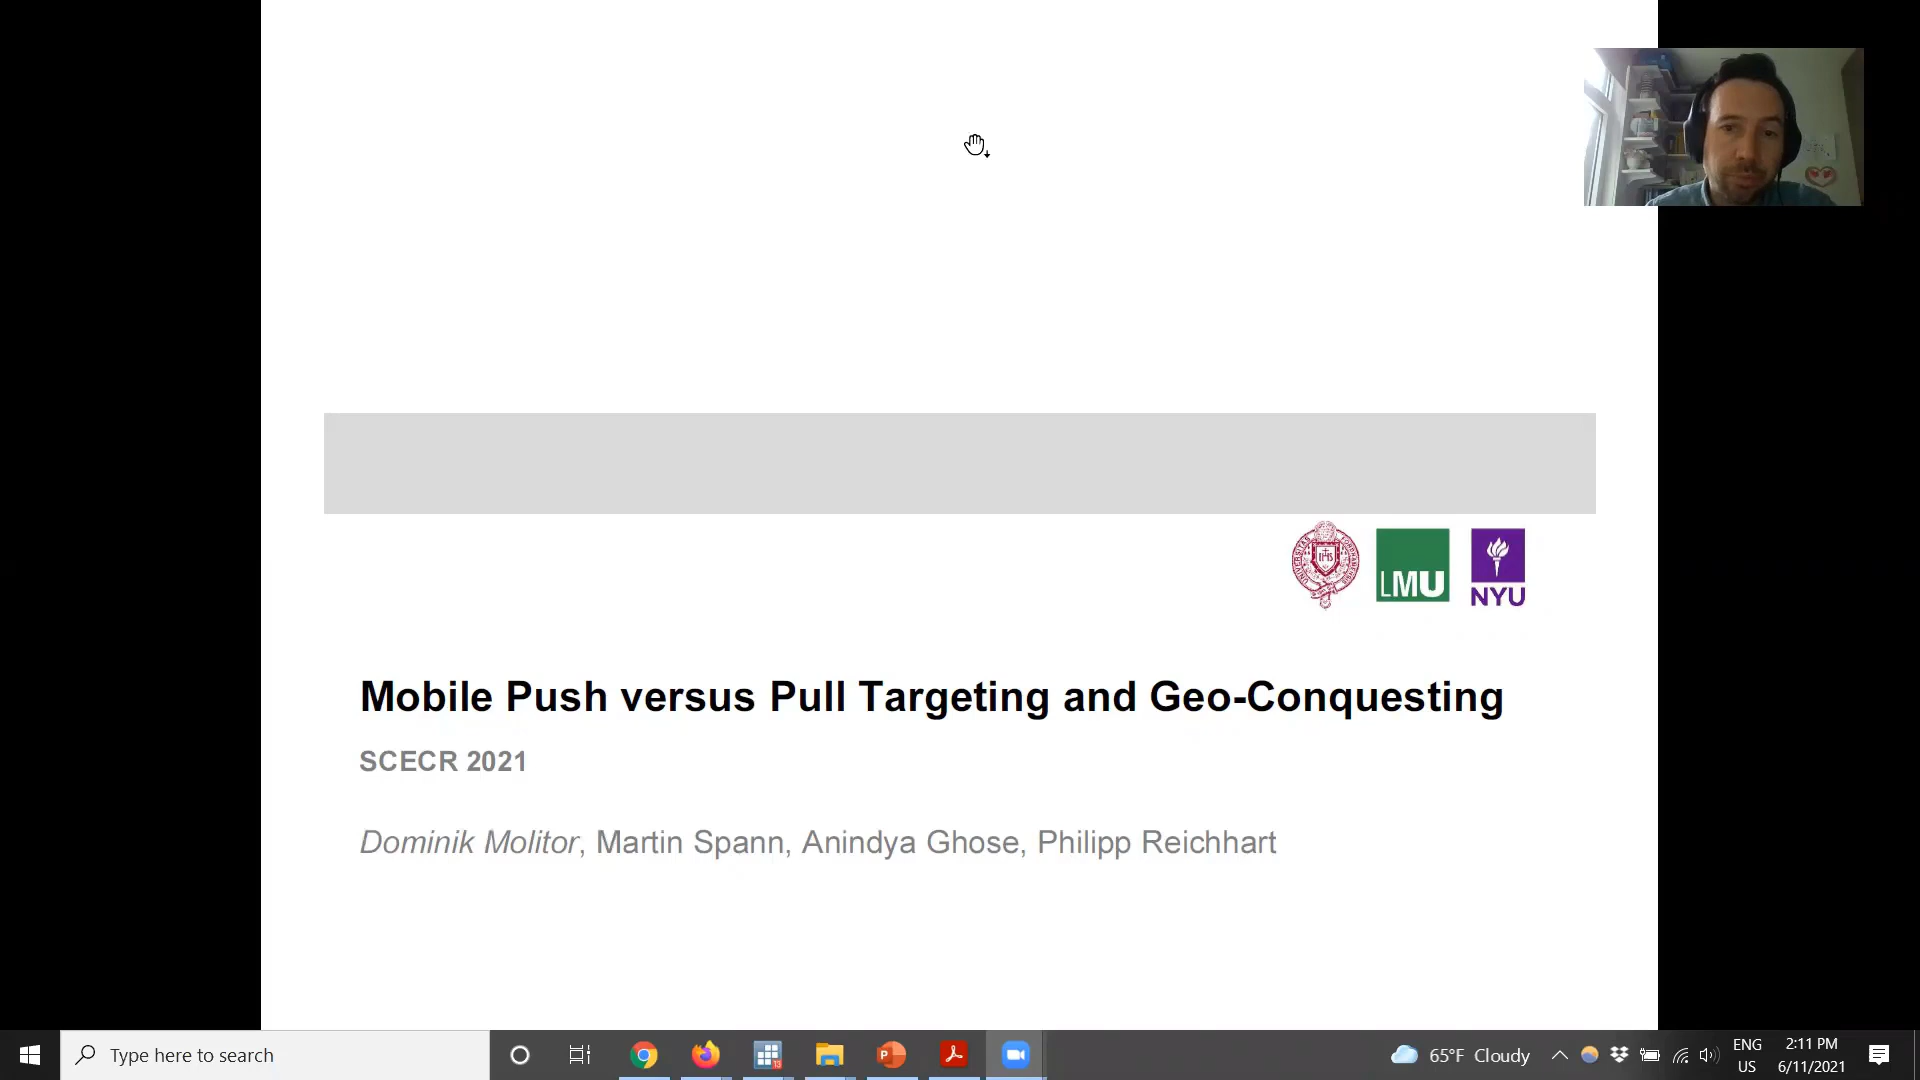 LMU
NYU
Mobile Push versus Pull Targeting and Geo-Conquesting
SCECR 2021
Dominik Molitor, Martin Spann, Anindya Ghose, Philipp Reichhart
Type here to search
65°F Cloudy
ENG
US
2:11 PM
6/11/2021